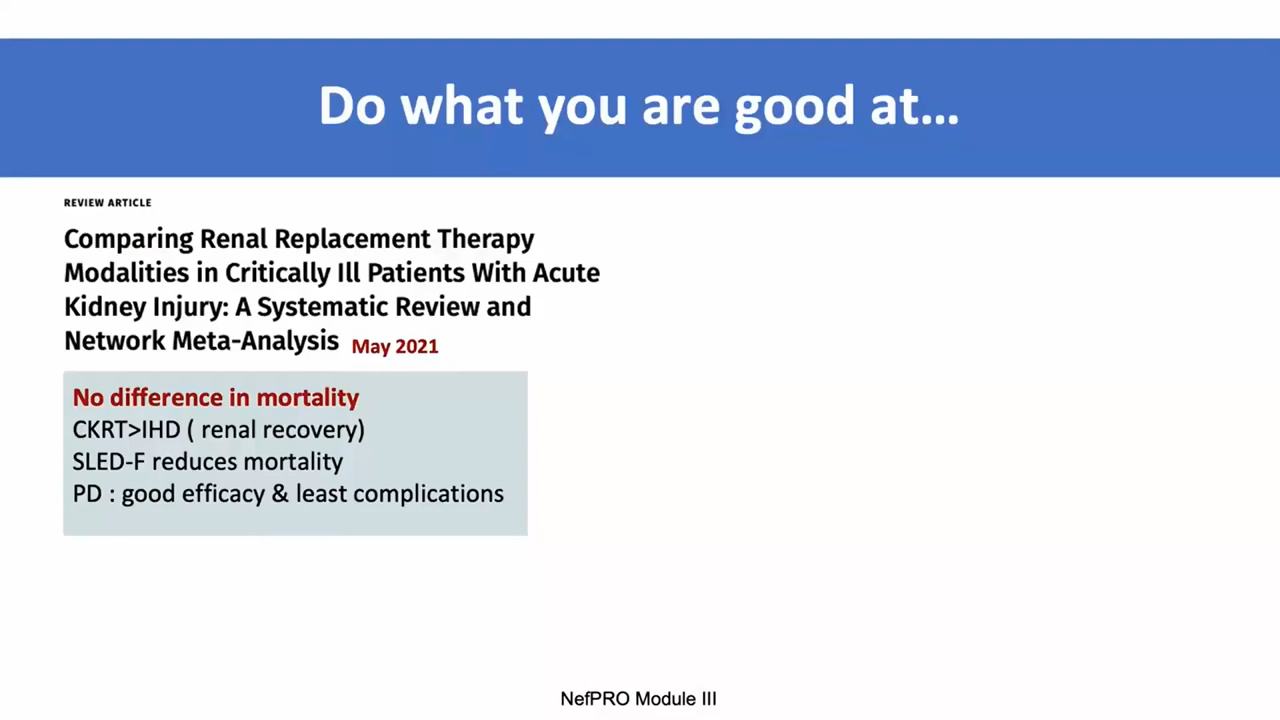 Do what you are good at...
REVIEW ARTICLE
Comparing Renal Replacement Therapy
Modalities in Critically Ill Patients With Acute
Kidney Injury: A Systematic Review and
Network Meta-Analysis May 2021
No difference in mortality
CKRT>IHD ( renal recovery)
SLED-F reduces mortality
PD : good efficacy & least complications
NefPRO Module III